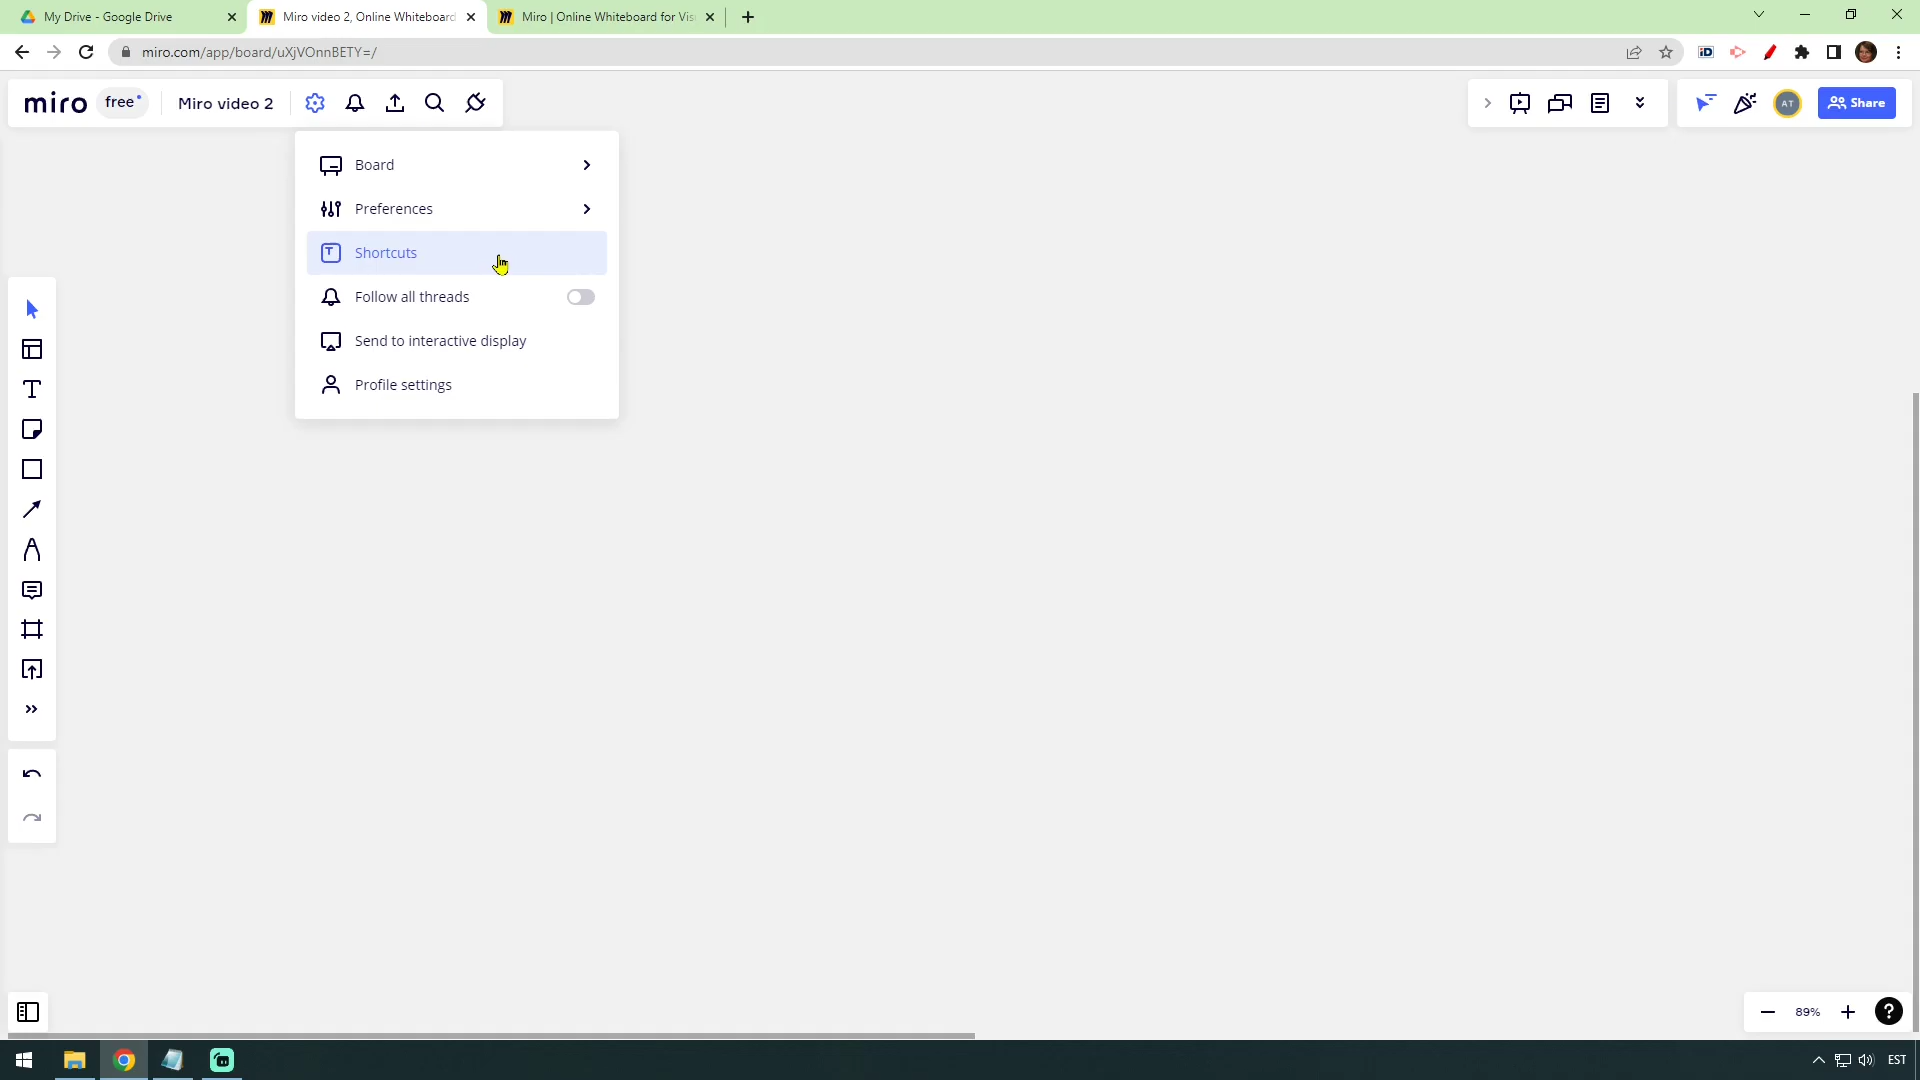 My Drive - Google Drive
Miro video 2, Online Whiteboard
Miro | Online Whiteboard for Vis
miro.com/app/board/uXjVOnnBETY=/
iD
miro free Miro video 2
AT Share
Board
Preferences
Shortcuts
Follow all threads
Send to interactive display
Profile settings
89% ?
EST